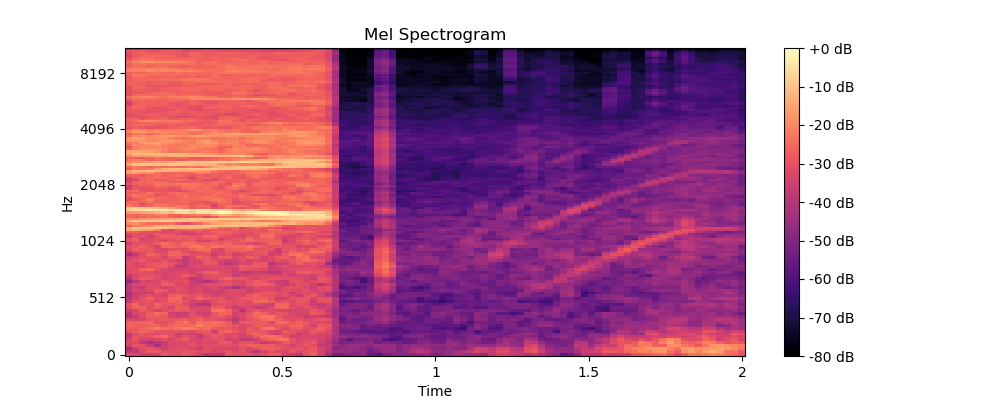 Mel Spectrogram
+0 dB
8192
-10 dB
4096
-20 dB
-30 dB
2048
Hz
-40 dB
1024
-50 dB
-60 dB
512
-70 dB
0
-80 dB
0
0.5
1
1.5
2
Time